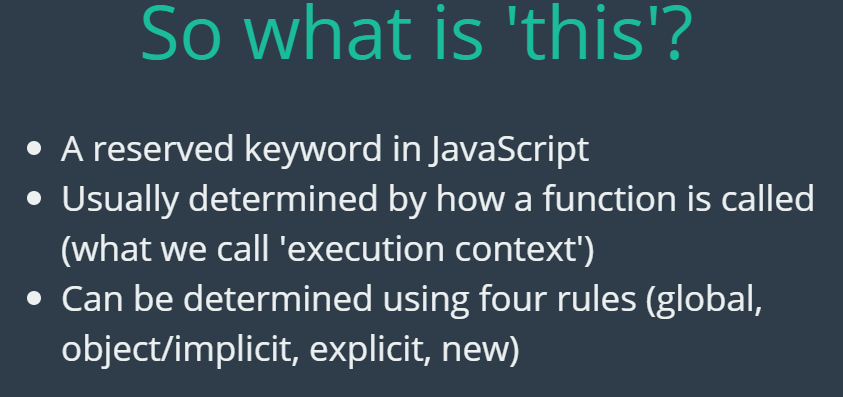 So what is 'this'?
• A reserved keyword in JavaScript
• Usually determined by how a function is called
(what we call 'execution context')
• Can be determined using four rules (global,
object/implicit, explicit, new)